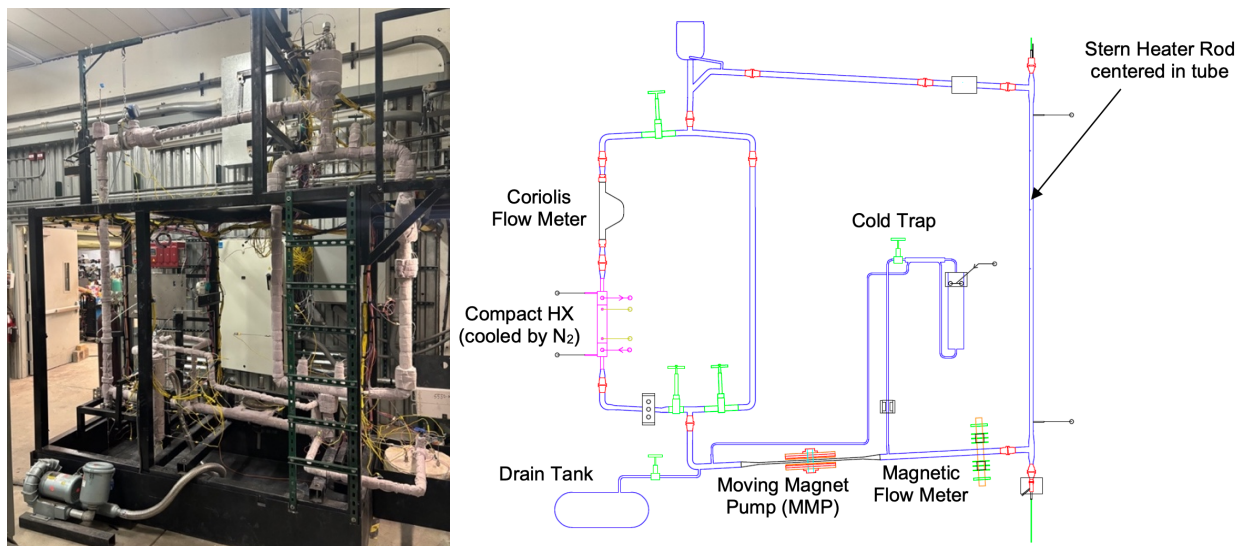 Stern Heater Rod
centered in tube
Coriolis
Flow Meter
Cold Trap
Compact HX
(cooled by N₂)
Drain Tank
Moving Magnet
Pump (MMP)
Magnetic
Flow Meter